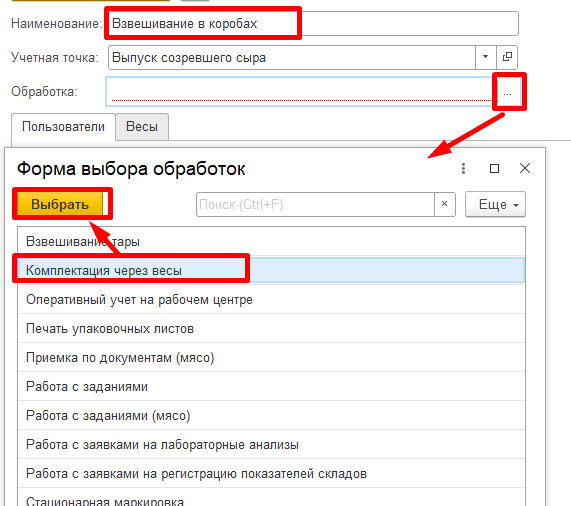 Наименование: Взвешивание в коробах
Учетная точка: Выпуск созревшего сыра
Обработка: ...
Пользователи Весы
Форма выбора обработок
Выбрать Поиск (Ctrl+F) × Еще
Взвешивание тары
Комплектация через весы
Оперативный учет на рабочем центре
Печать упаковочных листов
Приемка по документам (мясо)
Работа с заданиями
Работа с заданиями (мясо)
Работа с заявками на лабораторные анализы
Работа с заявками на регистрацию показателей складов
Стационарная маркировка